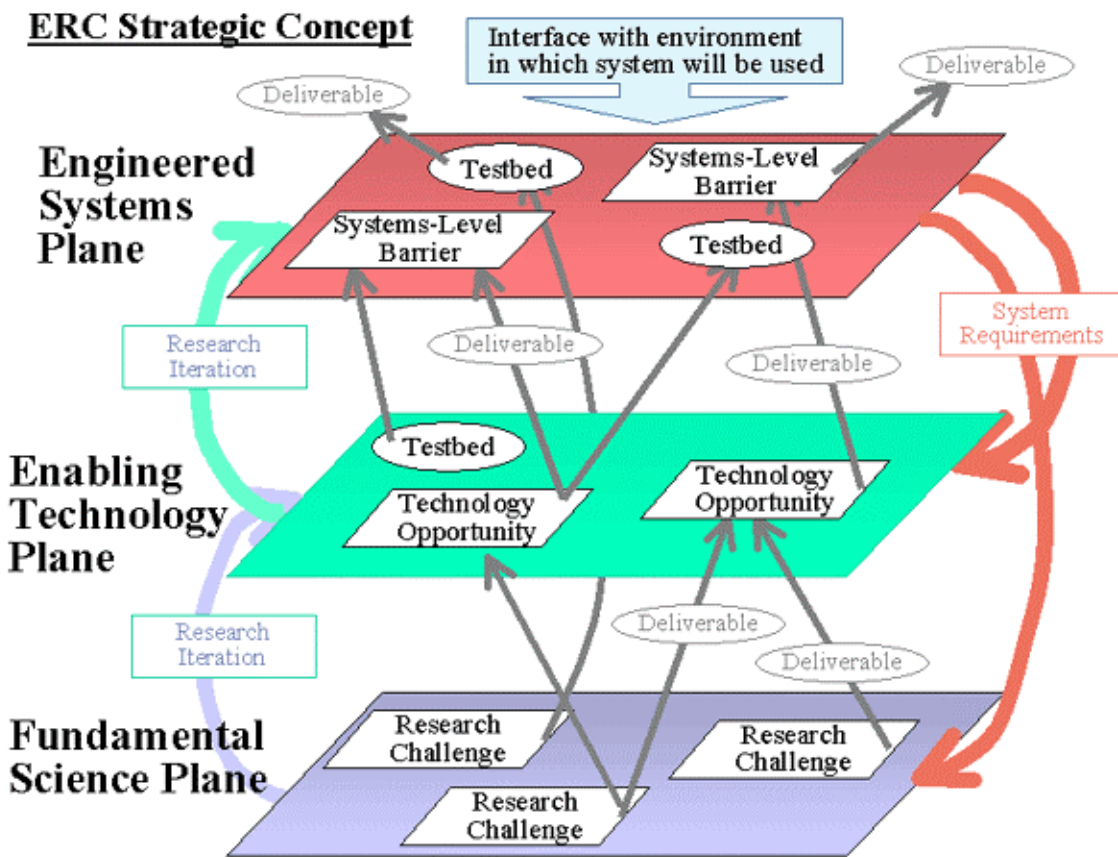 ERC Strategic Concept
Interface with environment
in which system will be used
Deliverable
Deliverable
Engineered
Systems
Plane
Testbed
Systems-Level
Barrier
Systems-Level
Barrier
Testbed
System
Requirements
Research
Iteration
Deliverable
Deliverable
Enabling
Technology
Plane
Testbed
Technology
Opportunity
Technology
Opportunity
Research
Iteration
Deliverable
Deliverable
Fundamental
Science Plane
Research
Challenge
Research
Challenge
Research
Challenge